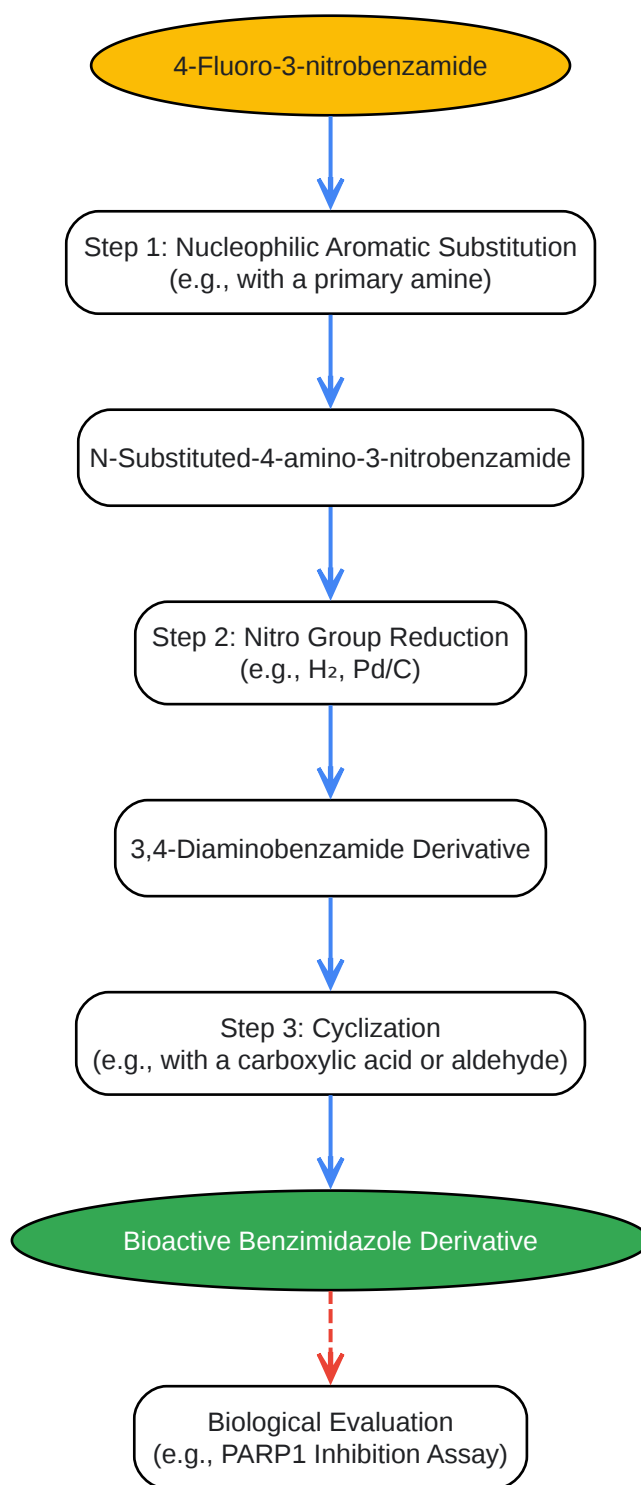 4-Fluoro-3-nitrobenzamide
Step 1: Nucleophilic Aromatic Substitution
(e.g., with a primary amine)
N-Substituted-4-amino-3-nitrobenzamide
Step 2: Nitro Group Reduction
(e.g., H₂, Pd/C)
3,4-Diaminobenzamide Derivative
Step 3: Cyclization
(e.g., with a carboxylic acid or aldehyde)
Bioactive Benzimidazole Derivative
Biological Evaluation
(e.g., PARP1 Inhibition Assay)